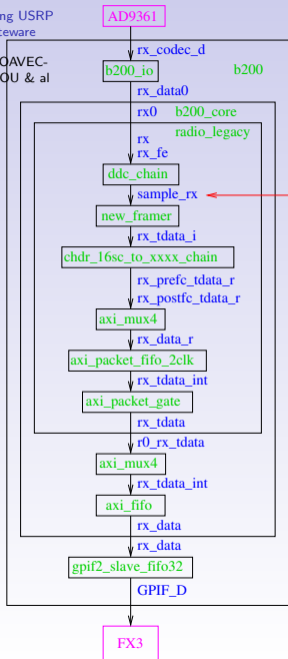 ng USRP
teware
OAVEC-
OU & al
AD9361
rx_codec_d
b200_io
b200
rx_data0
rx0 b200_core
radio_legacy
rx
rx_fe
ddc_chain
sample_rx
new_framer
rx_tdata_i
chdr_16sc_to_xxxx_chain
rx_prefc_tdata_r
rx_postfc_tdata_r
axi_mux4
rx_data_r
axi_packet_fifo_2clk
rx_tdata_int
axi_packet_gate
rx_tdata
r0_rx_tdata
axi_mux4
rx_tdata_int
axi_fifo
rx_data
rx_data
gpif2_slave_fifo32
GPIF_D
FX3